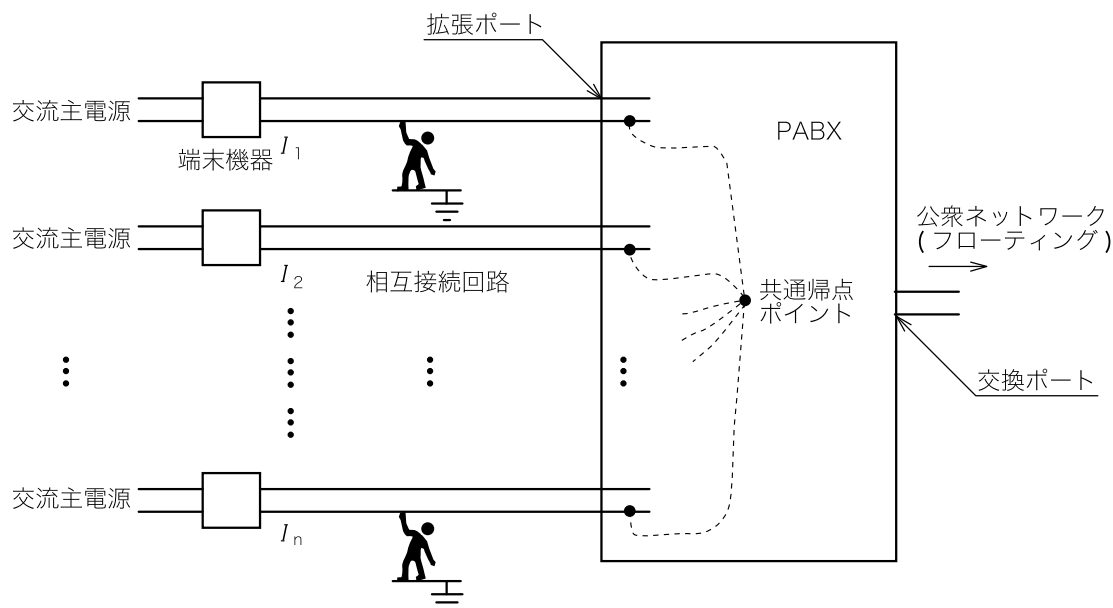 拡張ポート
交流主電源
端末機器
I1
PABX
交流主電源
I2
相互接続回路
公衆ネットワーク
(フローティング)
共通帰点
ポイント
交換ポート
交流主電源
In